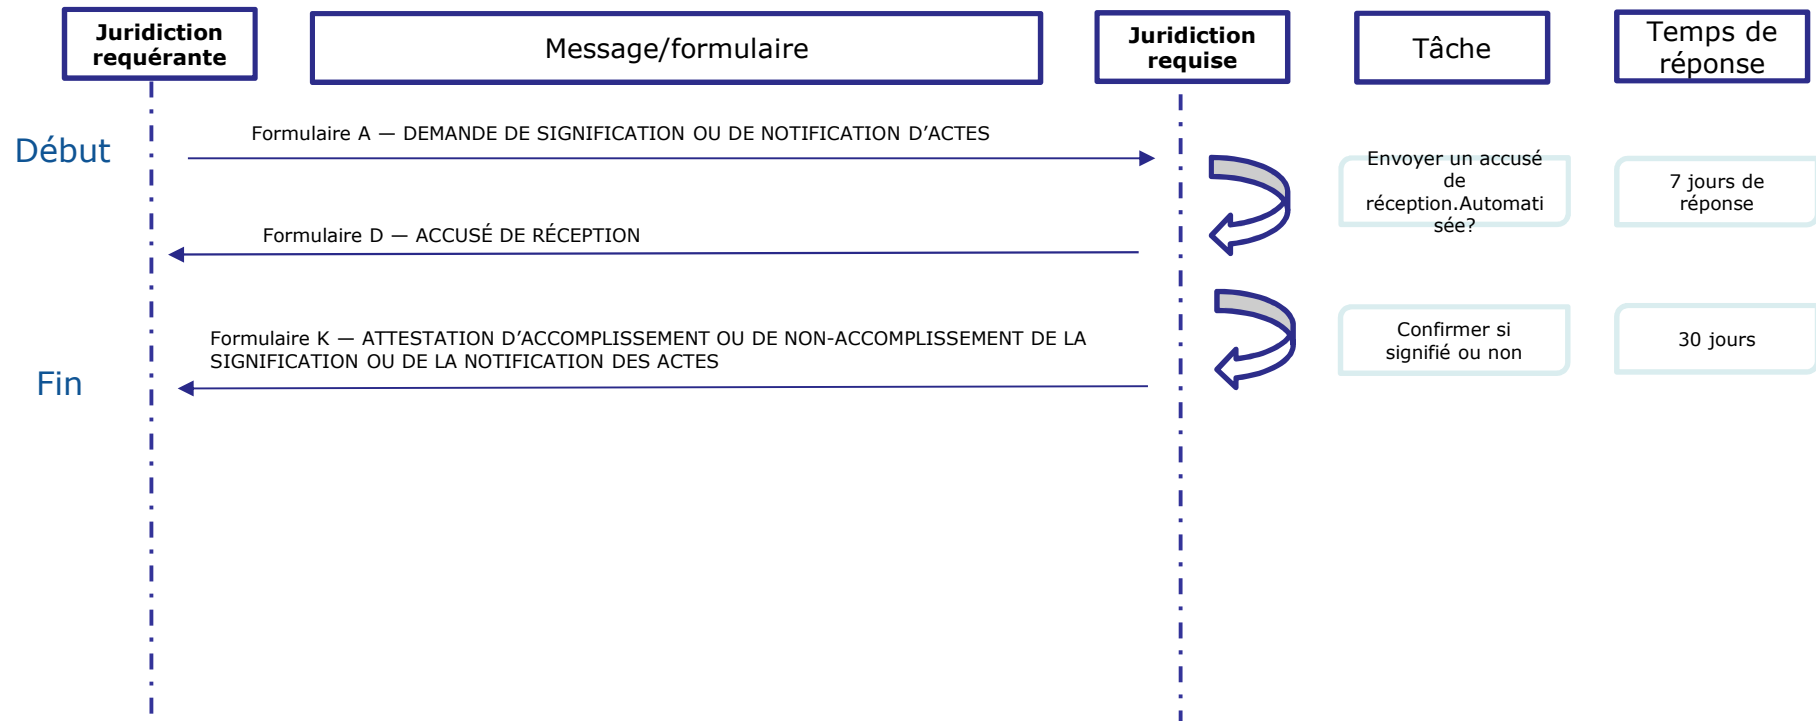 Juridiction
requérante
Message/formulaire
Juridiction
requise
Tâche
Temps de
réponse
Début
Formulaire A — DEMANDE DE SIGNIFICATION OU DE NOTIFICATION D’ACTES
Envoyer un accusé
de
réception.Automati
sée?
7 jours de
réponse
Formulaire D — ACCUSÉ DE RÉCEPTION
Formulaire K — ATTESTATION D’ACCOMPLISSEMENT OU DE NON-ACCOMPLISSEMENT DE LA
SIGNIFICATION OU DE LA NOTIFICATION DES ACTES
Confirmer si
signifié ou non
30 jours
Fin